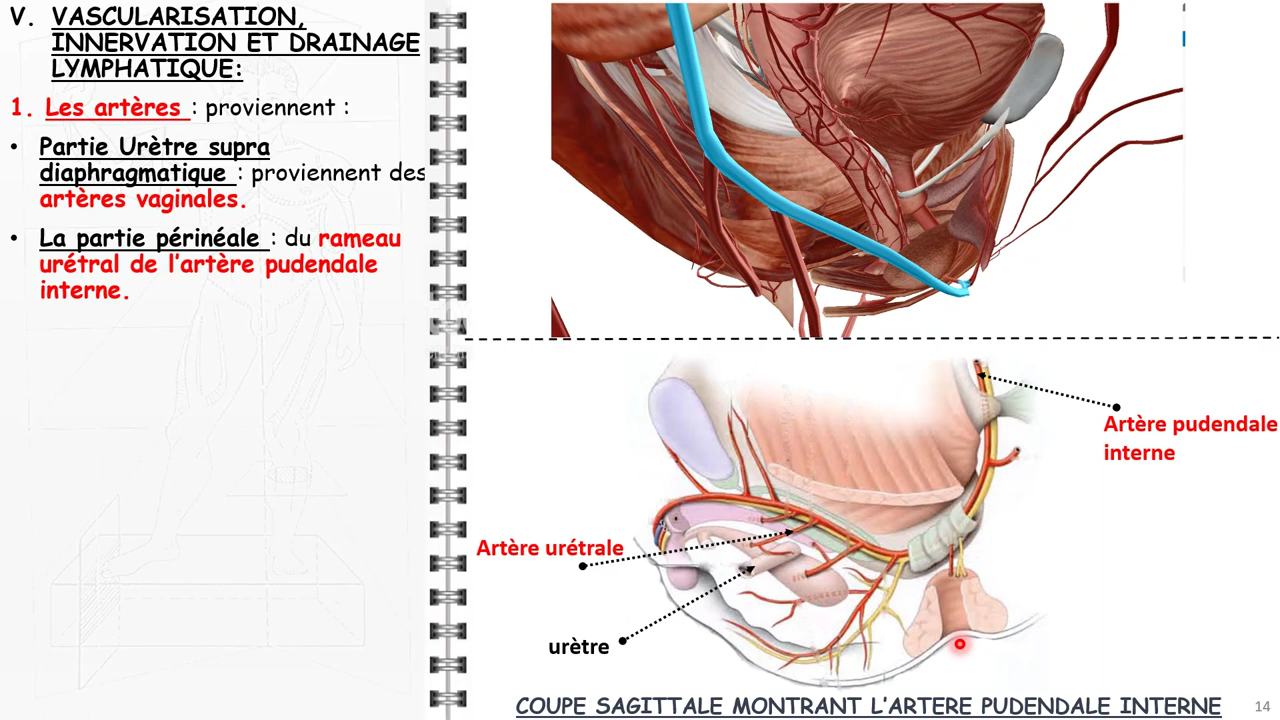 V. VASCULARISATION,
INNERVATION ET DRAINAGE
LYMPHATIQUE:
1. Les artères : proviennent :
• Partie Urètre supra
diaphragmatique : proviennent des
artères vaginales.
• La partie périnéale : du rameau
urétral de l'artère pudendale
interne.
Artère pudendale
interne
Artère urétrale
urètre
COUPE SAGITTALE MONTRANT L'ARTERE PUDENDALE INTERNE
14